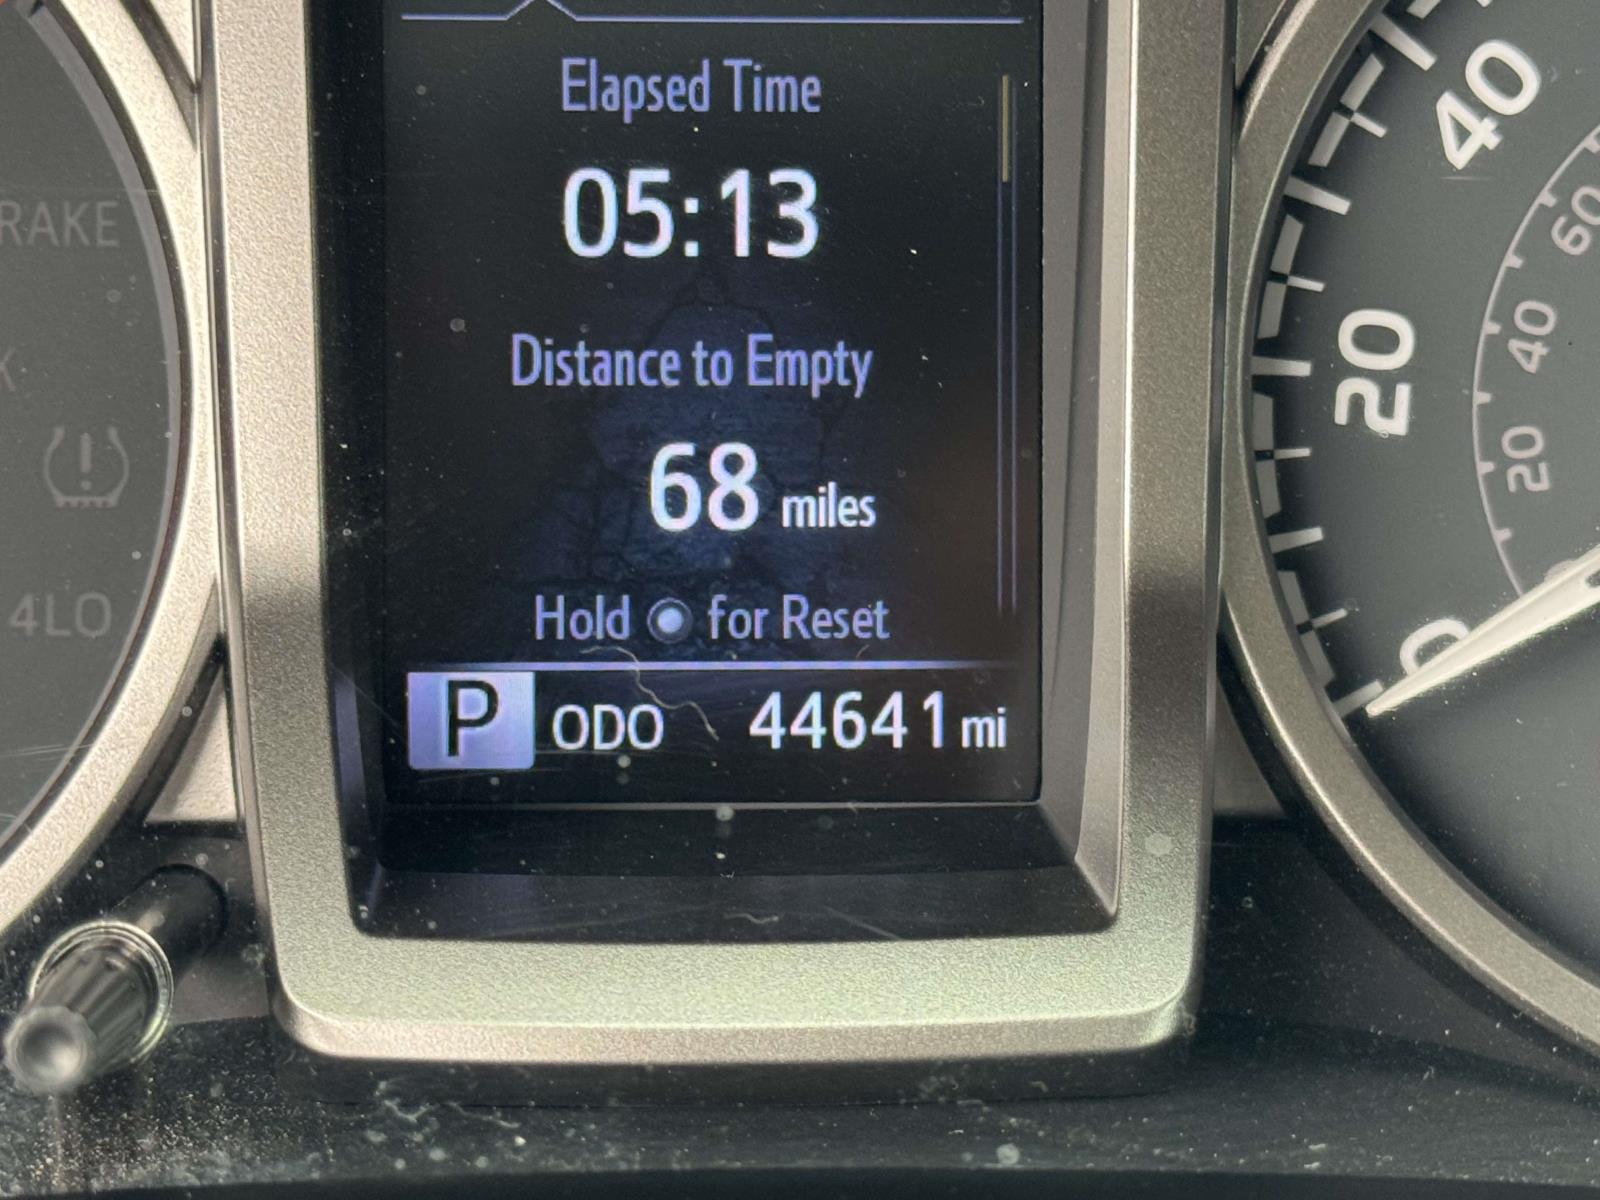 Elapsed Time
05:13
Distance to Empty
68 miles
Hold for Reset
P ODO 44641 mi
RAKE
K
4LO
40
20
0
60
40
20